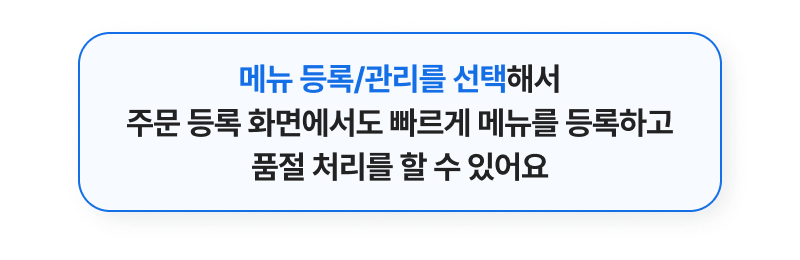 메뉴 등록/관리를 선택해서
주문 등록 화면에서도 빠르게 메뉴를 등록하고
품절 처리를 할 수 있어요